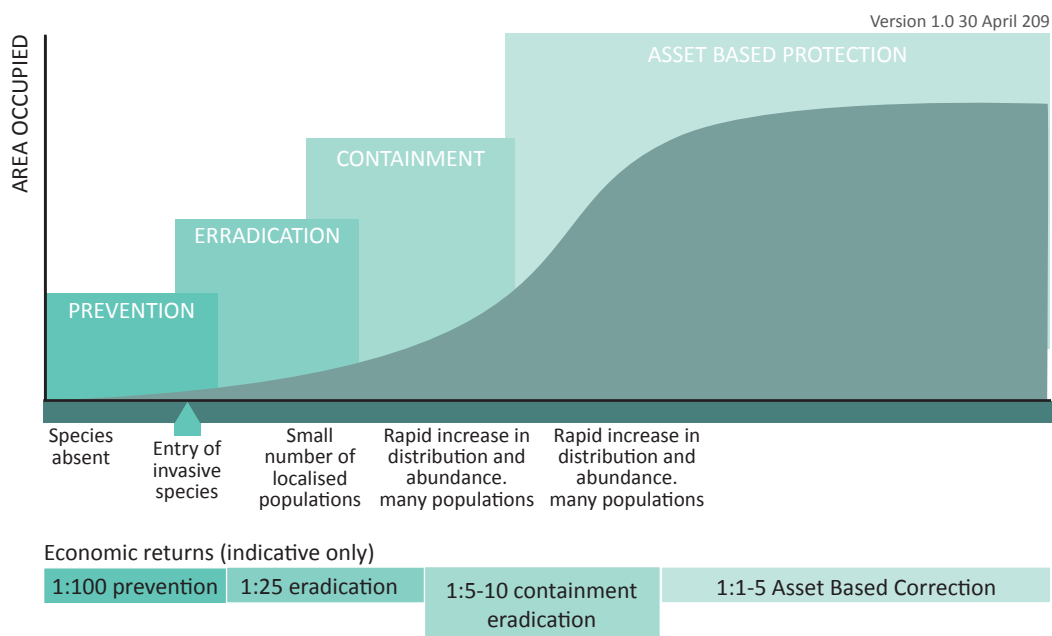 Version 1.0 30 April 209
AREA OCCUPIED
ASSET BASED PROTECTION
CONTAINMENT
ERRADICATION
PREVENTION
Species
absent
Entry of
invasive
species
Small
number of
localised
populations
Rapid increase in
distribution and
abundance.
many populations
Rapid increase in
distribution and
abundance.
many populations
Economic returns (indicative only)
1:100 prevention
1:25 eradication
1:5-10 containment
eradication
1:1-5 Asset Based Correction